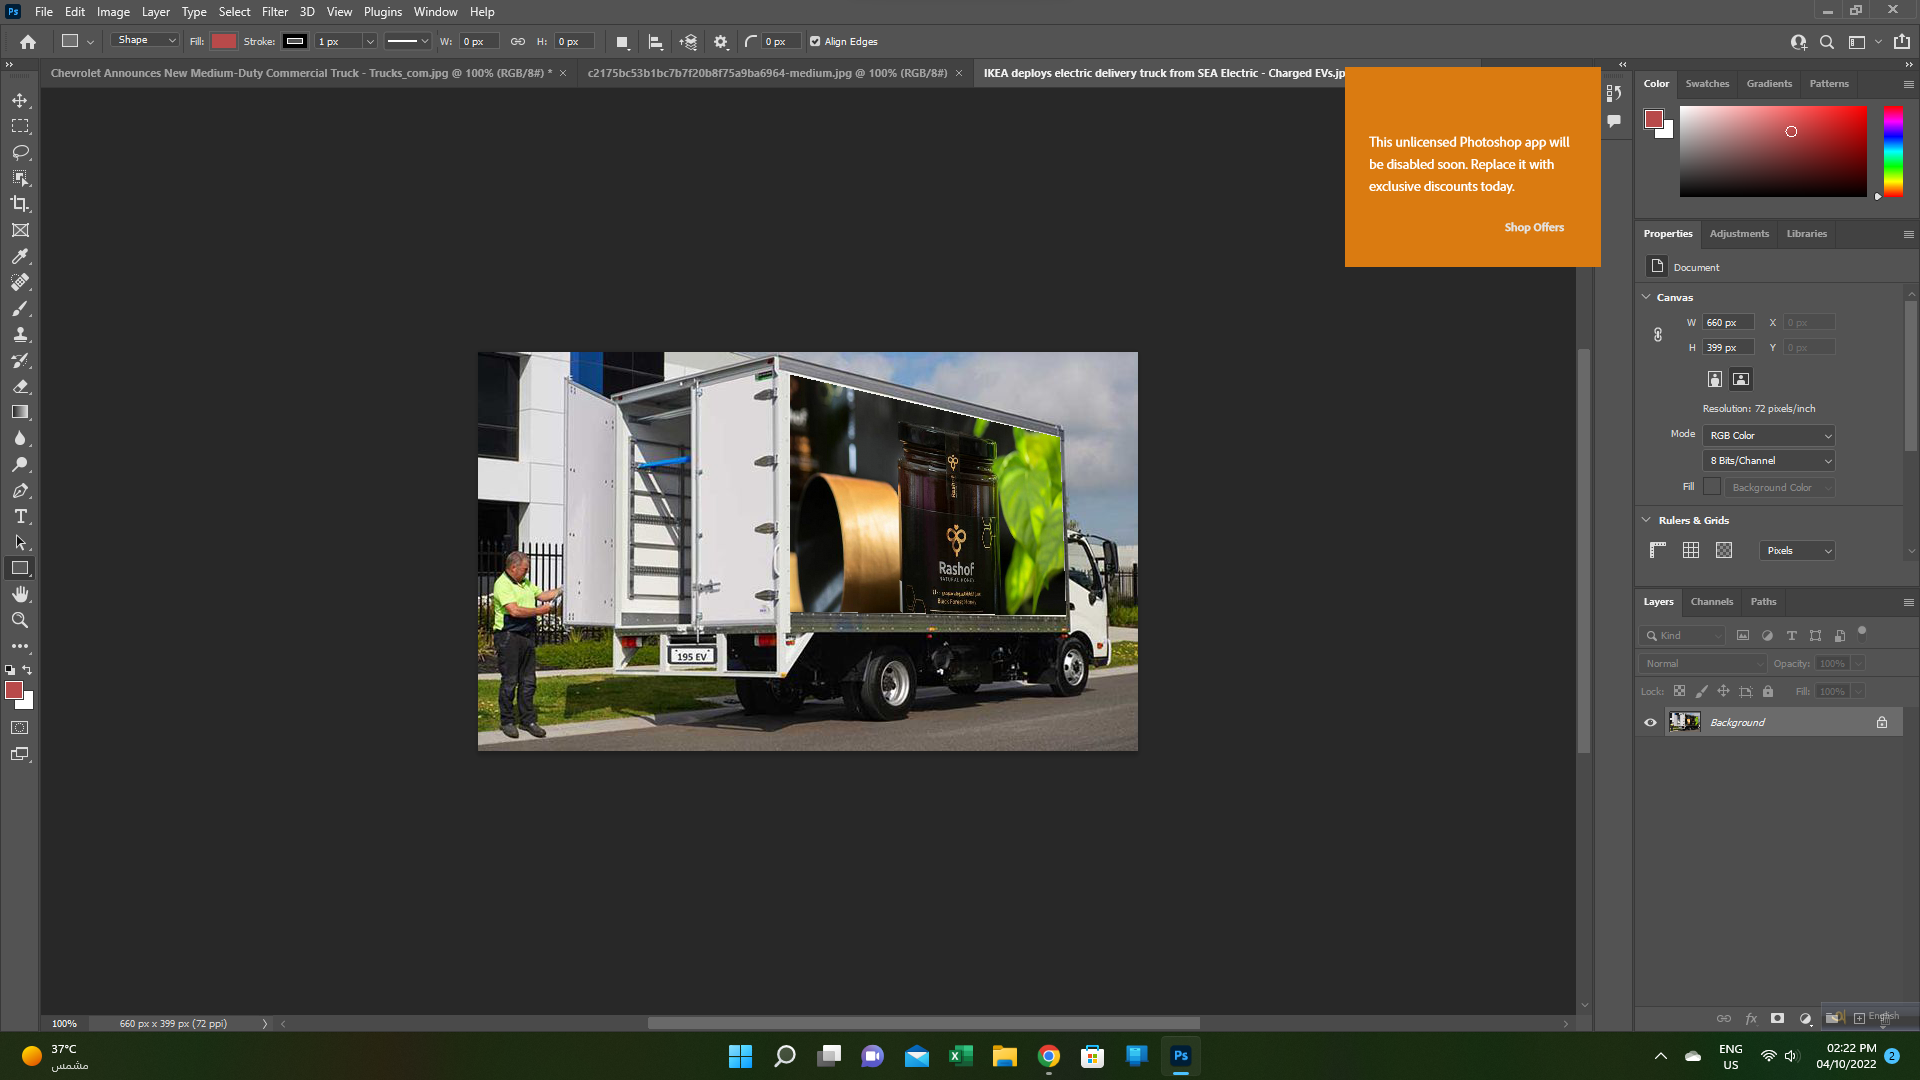 File Edit Image Layer Type Select Filter 3D View Plugins Window Help
Shape Fill: Stroke: 1 px W: 0 px H: 0 px 0 px Align Edges
Chevrolet Announces New Medium-Duty Commercial Truck - Trucks_com.jpg @ 100% (RGB/8#) *
c2175bc53b1bc7b7f20b8f75a9ba6964-medium.jpg @ 100% (RGB/8#)
IKEA deploys electric delivery truck from SEA Electric - Charged EVs.jp
This unlicensed Photoshop app will
be disabled soon. Replace it with
exclusive discounts today.
Shop Offers
Color Swatches Gradients Patterns
Properties Adjustments Libraries
Document
Canvas
W 660 px X 0 px
H 399 px Y 0 px
Resolution: 72 pixels/inch
Mode RGB Color
8 Bits/Channel
Fill Background Color
Rulers & Grids
Pixels
Layers Channels Paths
Kind
Normal Opacity: 100%
Lock: Fill: 100%
Background
Rashof
NATURAL HONEY
Black Forest Honey
195 EV
100% 660 px x 399 px (72 ppi)
English
37°C
مشمس
ENG
US
02:22 PM
04/10/2022
2